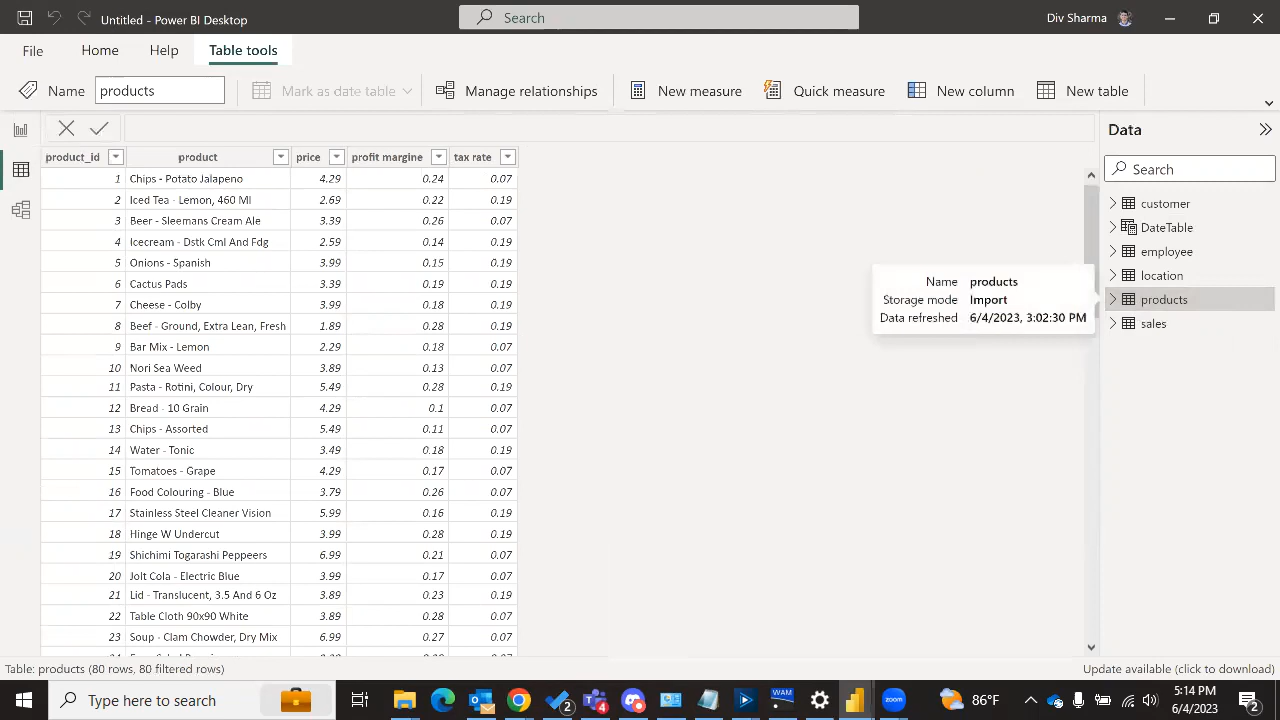 Untitled - Power BI Desktop
Search
Div Sharma
File
Home
Help
Table tools
Name
products
Mark as date table
Manage relationships
New measure
Quick measure
New column
New table
Data
Search
customer
DateTable
employee
location
products
sales
Name products
Storage mode Import
Data refreshed 6/4/2023, 3:02:30 PM
product_id product price profit margine tax rate
1 Chips - Potato Jalapeno 4.29 0.24 0.07
2 Iced Tea - Lemon, 460 Ml 2.69 0.22 0.19
3 Beer - Sleemans Cream Ale 3.39 0.26 0.07
4 Icecream - Dstk Cml And Fdg 2.59 0.14 0.19
5 Onions - Spanish 3.99 0.15 0.19
6 Cactus Pads 3.39 0.19 0.19
7 Cheese - Colby 3.99 0.18 0.19
8 Beef - Ground, Extra Lean, Fresh 1.89 0.28 0.19
9 Bar Mix - Lemon 2.29 0.18 0.07
10 Nori Sea Weed 3.89 0.13 0.07
11 Pasta - Rotini, Colour, Dry 5.49 0.28 0.19
12 Bread - 10 Grain 4.29 0.1 0.07
13 Chips - Assorted 5.49 0.11 0.07
14 Water - Tonic 3.49 0.18 0.19
15 Tomatoes - Grape 4.29 0.17 0.07
16 Food Colouring - Blue 3.79 0.26 0.07
17 Stainless Steel Cleaner Vision 5.99 0.16 0.19
18 Hinge W Undercut 3.99 0.28 0.19
19 Shichimi Togarashi Peppeers 6.99 0.21 0.07
20 Jolt Cola - Electric Blue 3.99 0.17 0.07
21 Lid - Translucent, 3.5 And 6 Oz 3.89 0.23 0.19
22 Table Cloth 90x90 White 3.89 0.28 0.07
23 Soup - Clam Chowder, Dry Mix 6.99 0.27 0.07
Table: products (80 rows, 80 filtered rows)
Update available (click to download)
Type here to search
2
4
WAM
86°F
5:14 PM
6/4/2023
2